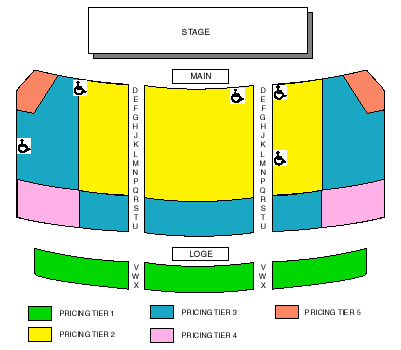 STAGE
MAIN
D D
E E
F F
G G
H H
J J
K K
L L
M M
N N
P P
Q Q
R R
S S
T T
U U
LOGE
V V
W W
X X
PRICING TIER 1
PRICING TIER 3
PRICING TIER 5
PRICING TIER 2
PRICING TIER 4